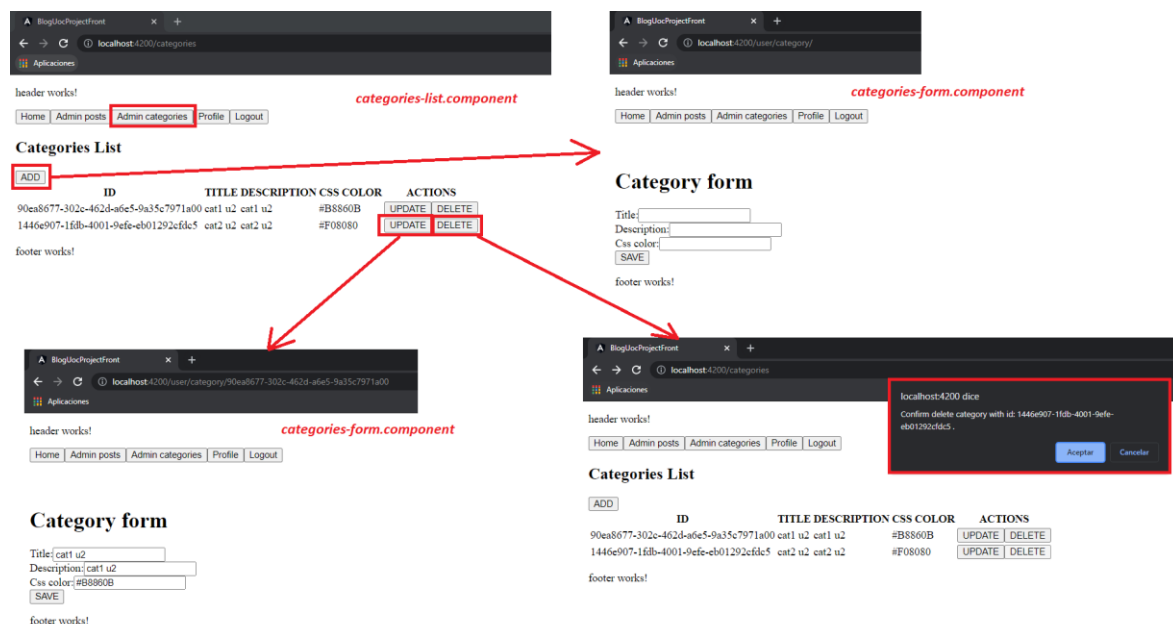 BlogUocProjectFront
localhost:4200/categories
Aplicaciones
header works!
categories-list.component
Home Admin posts Admin categories Profile Logout
Categories List
ADD
ID TITLE DESCRIPTION CSS COLOR ACTIONS
90ea8677-302c-462d-a6e5-9a35c7971a00 cat1 u2 cat1 u2 #B8860B UPDATE DELETE
1446e907-1fdb-4001-9efe-eb01292cfdc5 cat2 u2 cat2 u2 #F08080 UPDATE DELETE
footer works!
BlogUocProjectFront
localhost:4200/user/category/
Aplicaciones
header works!
categories-form.component
Home Admin posts Admin categories Profile Logout
Category form
Title:
Description:
Css color:
SAVE
footer works!
BlogUocProjectFront
localhost:4200/user/category/90ea8677-302c-462d-a6e5-9a35c7971a00
Aplicaciones
header works!
categories-form.component
Home Admin posts Admin categories Profile Logout
Category form
Title: cat1 u2
Description: cat1 u2
Css color: #B8860B
SAVE
footer works!
BlogUocProjectFront
localhost:4200/categories
Aplicaciones
localhost:4200 dice
Confirm delete category with id: 1446e907-1fdb-4001-9efe-
eb01292cfdc5 .
Aceptar Cancelar
header works!
Home Admin posts Admin categories Profile Logout
Categories List
ADD
ID TITLE DESCRIPTION CSS COLOR ACTIONS
90ea8677-302c-462d-a6e5-9a35c7971a00 cat1 u2 cat1 u2 #B8860B UPDATE DELETE
1446e907-1fdb-4001-9efe-eb01292cfdc5 cat2 u2 cat2 u2 #F08080 UPDATE DELETE
footer works!